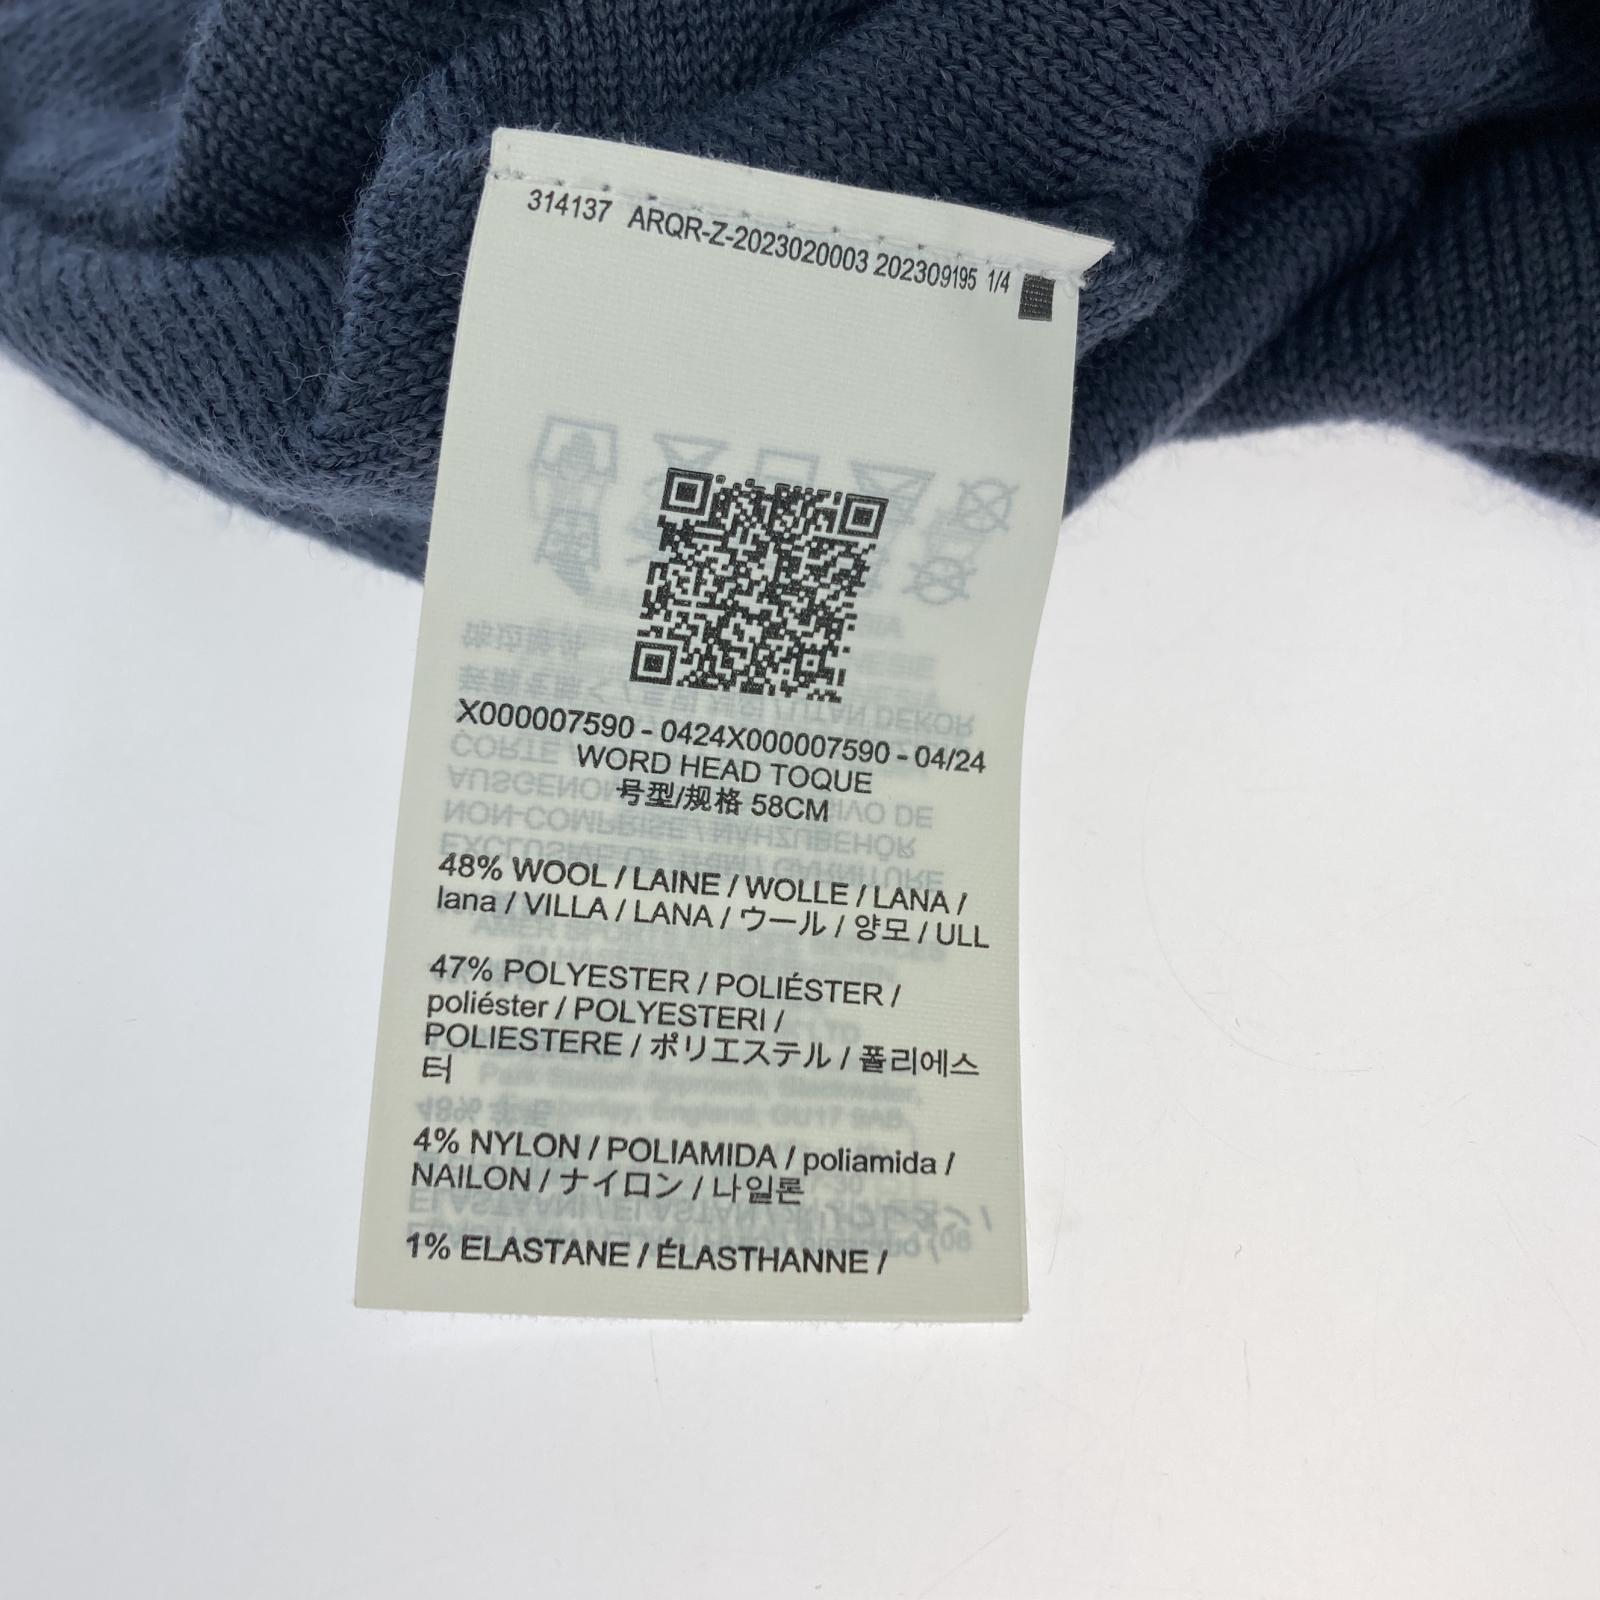 314137 ARQR-Z-2023020003 202309195 1/4
X000007590 - 0424X000007590 - 04/24
WORD HEAD TOQUE
号型/规格 58CM
48% WOOL / LAINE / WOLLE / LANA /
lana / VILLA / LANA / ウール / 양모 / ULL
47% POLYESTER / POLIÉSTER /
poliéster / POLYESTERI /
POLIESTERE / ポリエステル / 폴리에스
터
4% NYLON / POLIAMIDA / poliamida /
NAILON / ナイロン / 나일론
1% ELASTANE / ÉLASTHANNE /